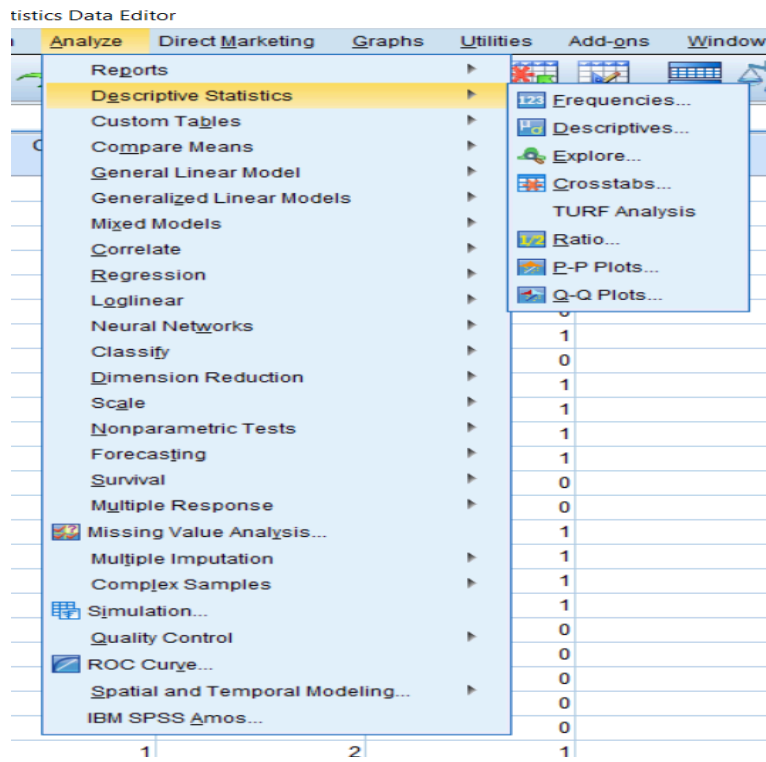 tistics Data Editor
Analyze Direct Marketing Graphs Utilities Add-ons Window
Reports
Descriptive Statistics
Custom Tables
Compare Means
General Linear Model
Generalized Linear Models
Mixed Models
Correlate
Regression
Loglinear
Neural Networks
Classify
Dimension Reduction
Scale
Nonparametric Tests
Forecasting
Survival
Multiple Response
Missing Value Analysis...
Multiple Imputation
Complex Samples
Simulation...
Quality Control
ROC Curve...
Spatial and Temporal Modeling...
IBM SPSS Amos...
123 Frequencies...
Descriptives...
Explore...
Crosstabs...
TURF Analysis
1/2 Ratio...
P-P Plots...
Q-Q Plots...
0
1
0
1
1
1
1
0
0
1
1
1
1
0
0
0
0
0
1 2 1